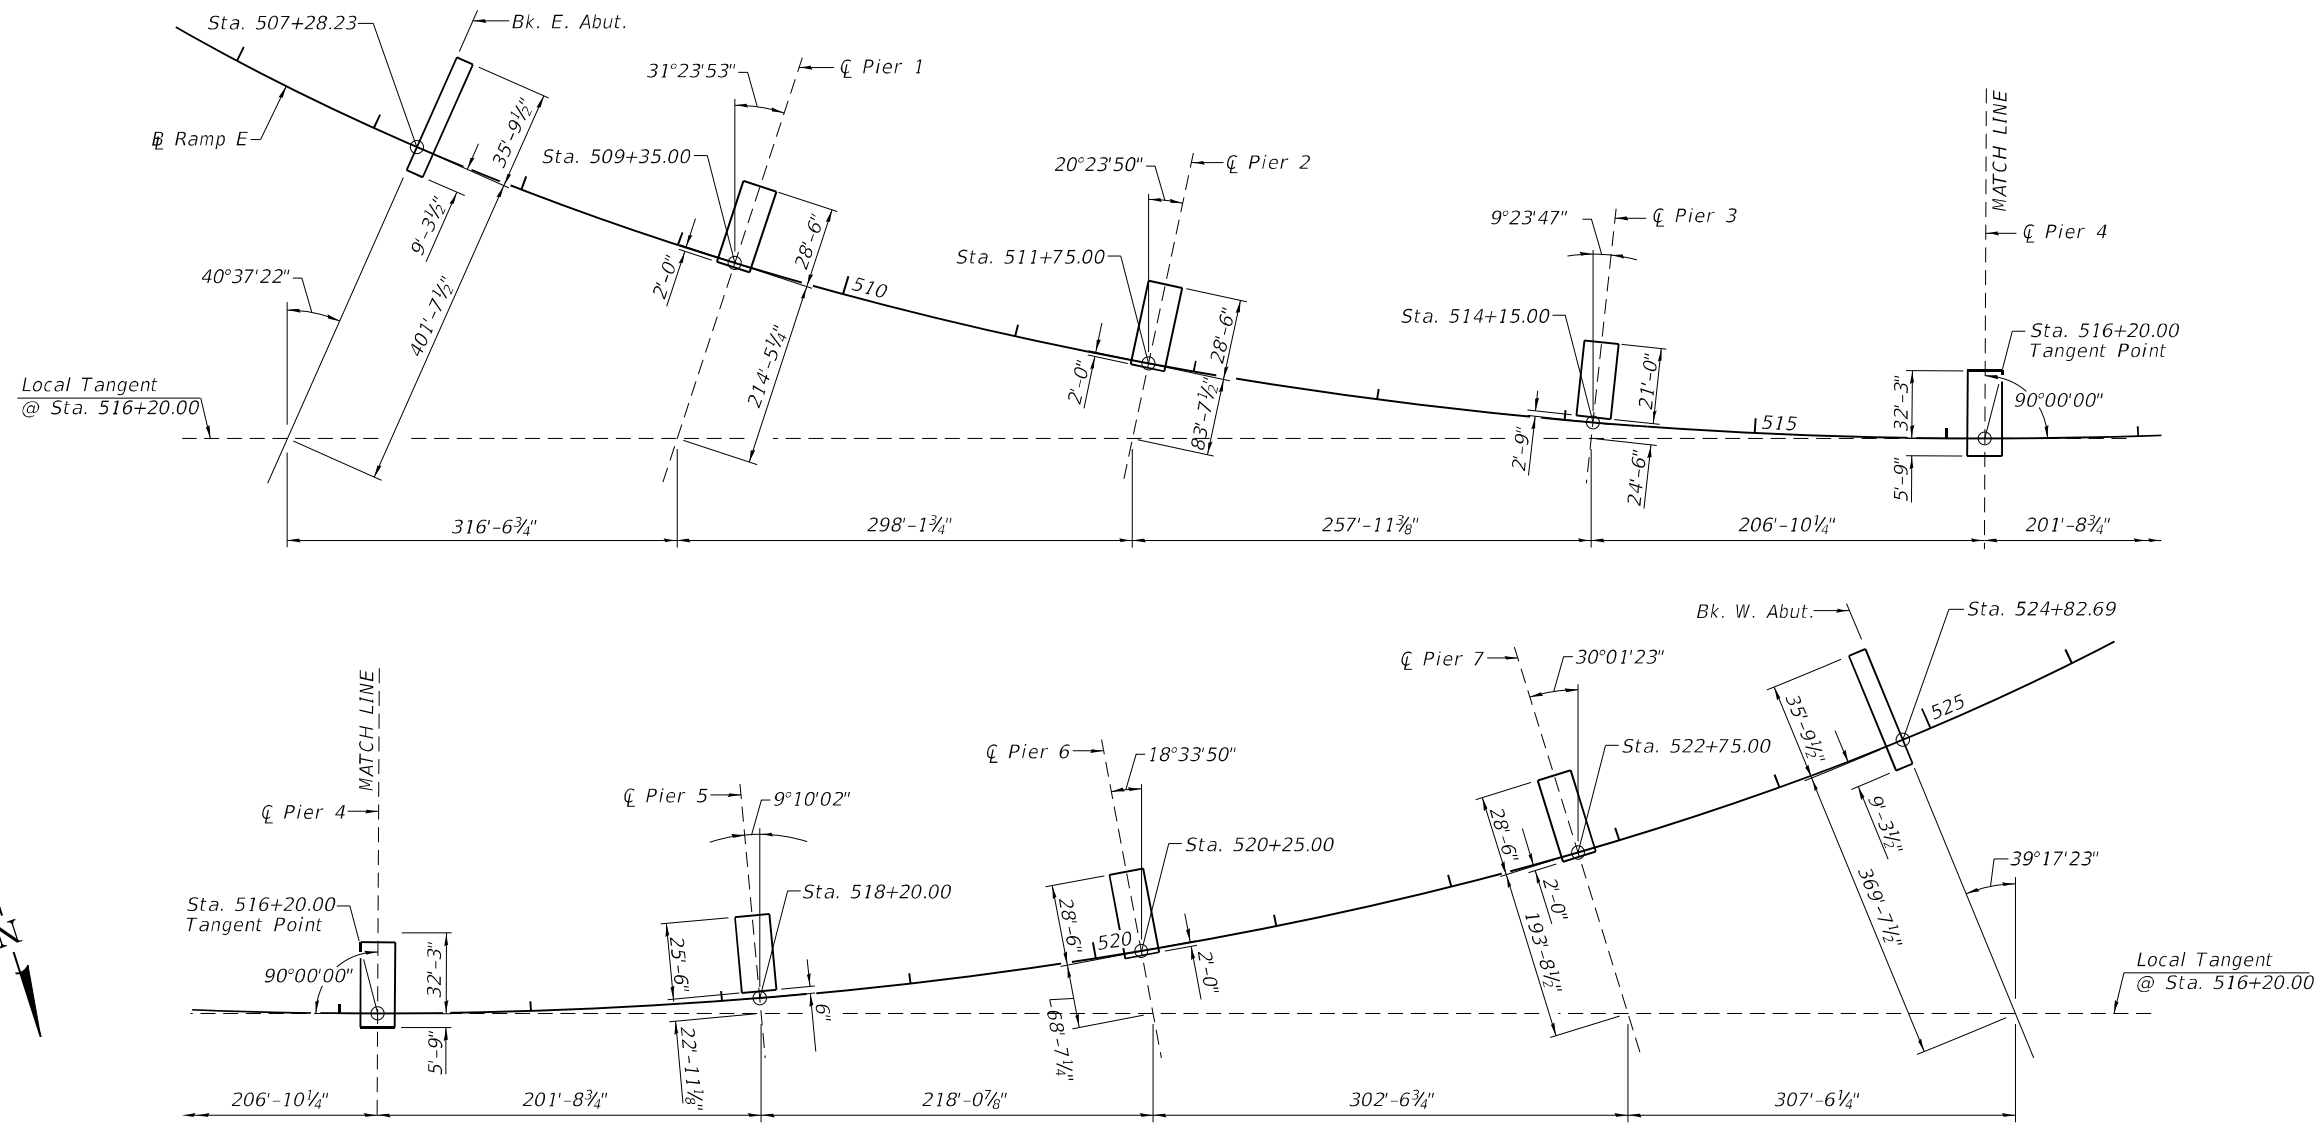 Sta. 507+28.23
Bk. E. Abut.
31°23'53"
℄ Pier 1
35'-9½"
B Ramp E
Sta. 509+35.00
20°23'50"
℄ Pier 2
9°23'47"
℄ Pier 3
MATCH LINE
℄ Pier 4
9'-3½"
28'-6"
2'-0"
40°37'22"
510
Sta. 511+75.00
401'-7½"
214'-5¼"
28'-6"
2'-0"
83'-7½"
Sta. 514+15.00
21'-0"
2'-9"
24'-6"
515
Sta. 516+20.00
Tangent Point
32'-3"
90°00'00"
5'-9"
Local Tangent
@ Sta. 516+20.00
316'-6¾"
298'-1¾"
257'-11⅜"
206'-10¼"
201'-8¾"
MATCH LINE
℄ Pier 4
Sta. 516+20.00
Tangent Point
90°00'00"
32'-3"
5'-9"
℄ Pier 5
9°10'02"
Sta. 518+20.00
25'-6"
6"
22'-11⅛"
℄ Pier 6
18°33'50"
Sta. 520+25.00
28'-6"
520
2'-0"
68'-7¼"
℄ Pier 7
30°01'23"
Sta. 522+75.00
28'-6"
2'-0"
193'-8½"
Bk. W. Abut.
Sta. 524+82.69
35'-9½"
525
9'-3½"
39°17'23"
369'-7½"
Local Tangent
@ Sta. 516+20.00
N
206'-10¼"
201'-8¾"
218'-0⅞"
302'-6¾"
307'-6¼"